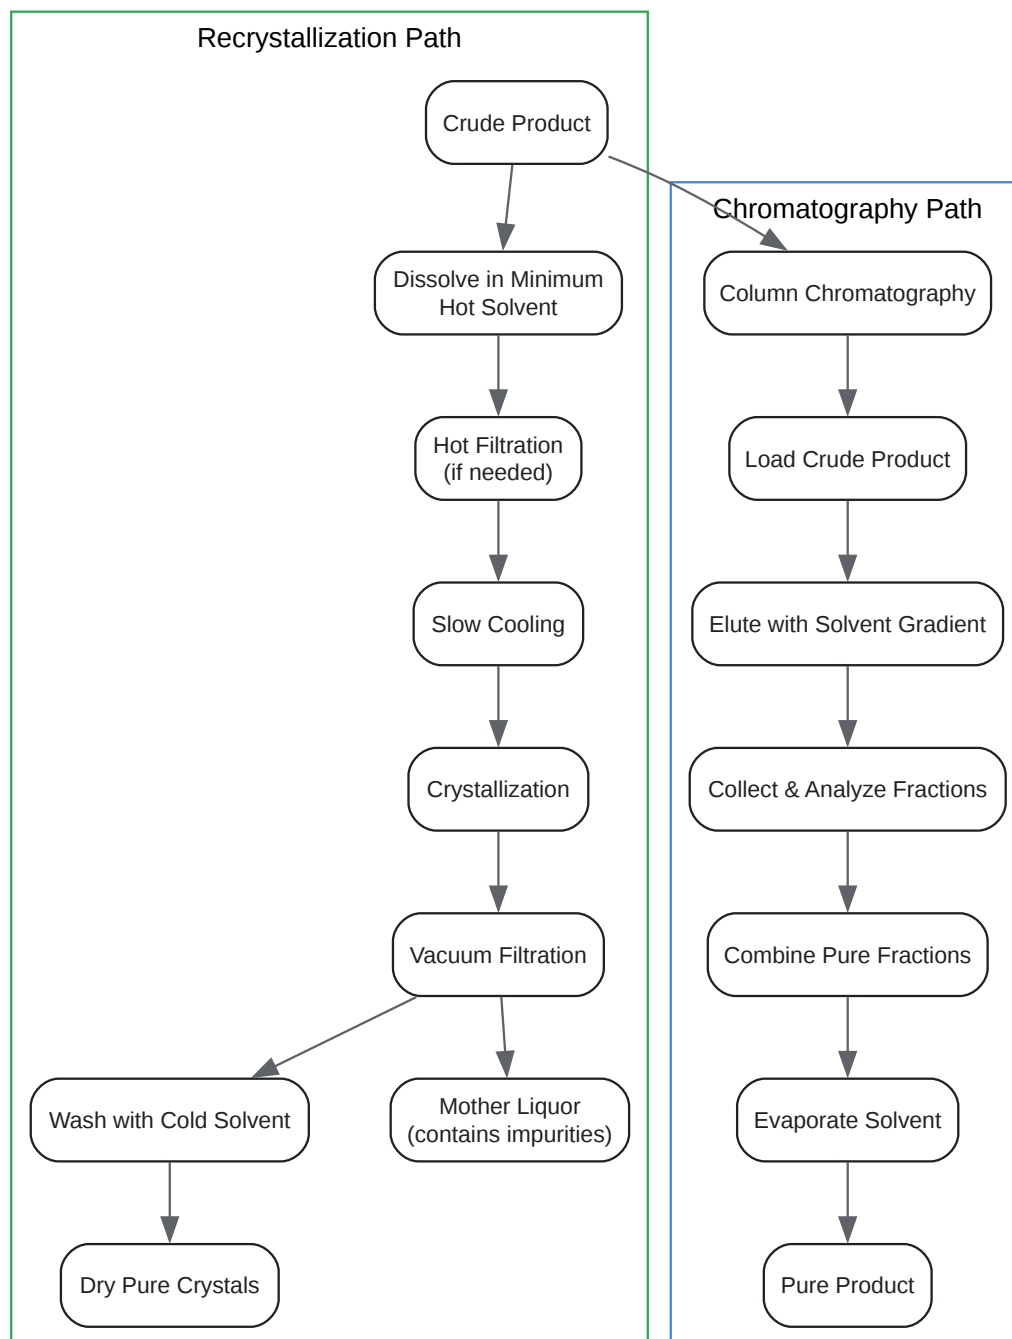 Recrystallization Path
Crude Product
Dissolve in Minimum
Hot Solvent
Hot Filtration
(if needed)
Slow Cooling
Crystallization
Vacuum Filtration
Wash with Cold Solvent
Mother Liquor
(contains impurities)
Dry Pure Crystals
Chromatography Path
Column Chromatography
Load Crude Product
Elute with Solvent Gradient
Collect & Analyze Fractions
Combine Pure Fractions
Evaporate Solvent
Pure Product